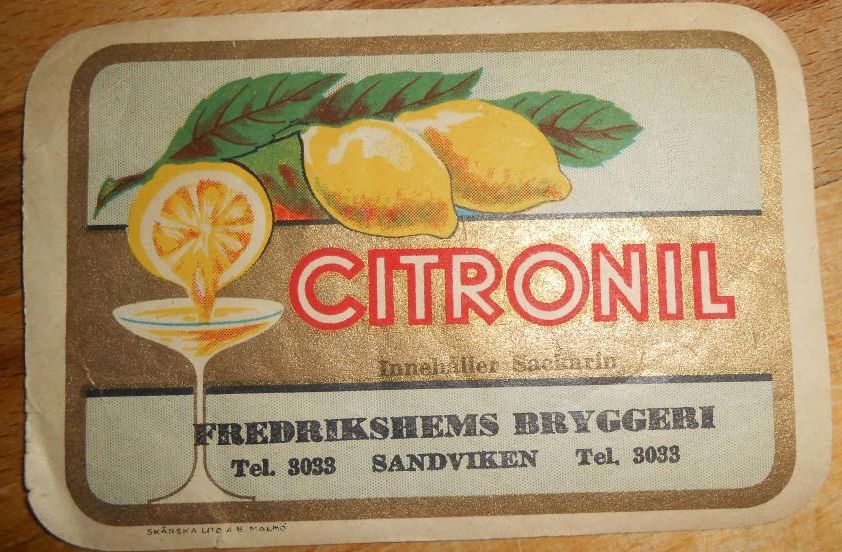 CITRONIL
Innehåller Sackarin
FREDRIKSHEMS BRYGGERI
Tel. 3033 SANDVIKEN Tel. 3033
SKÅNSKA LITO A-B. MALMÖ